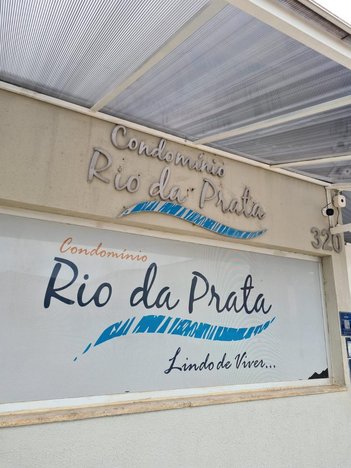 Condomínio
Rio da Prata
320
Condomínio
Rio da Prata
Lindo de Viver...